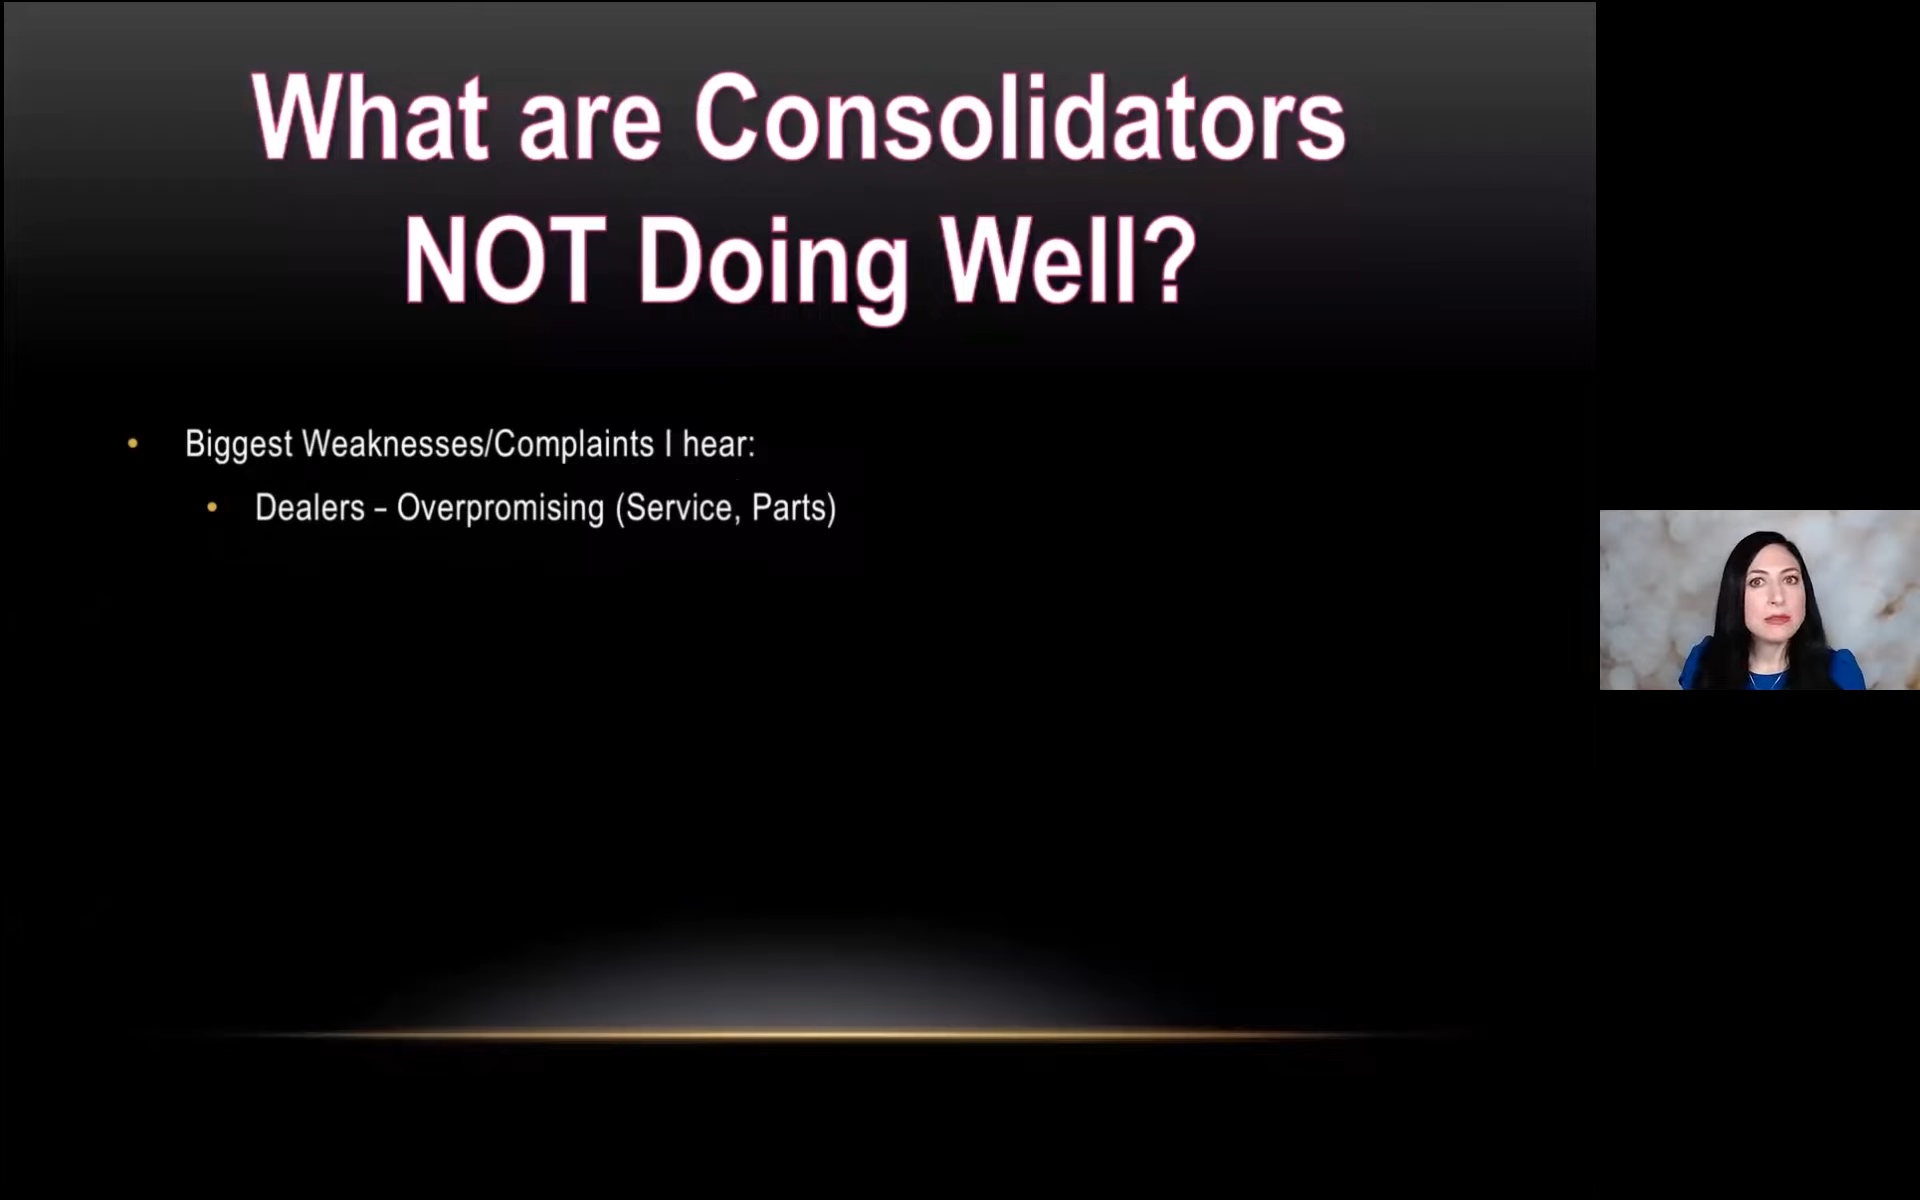 What are Consolidators
NOT Doing Well?
• Biggest Weaknesses/Complaints I hear:
• Dealers – Overpromising (Service, Parts)